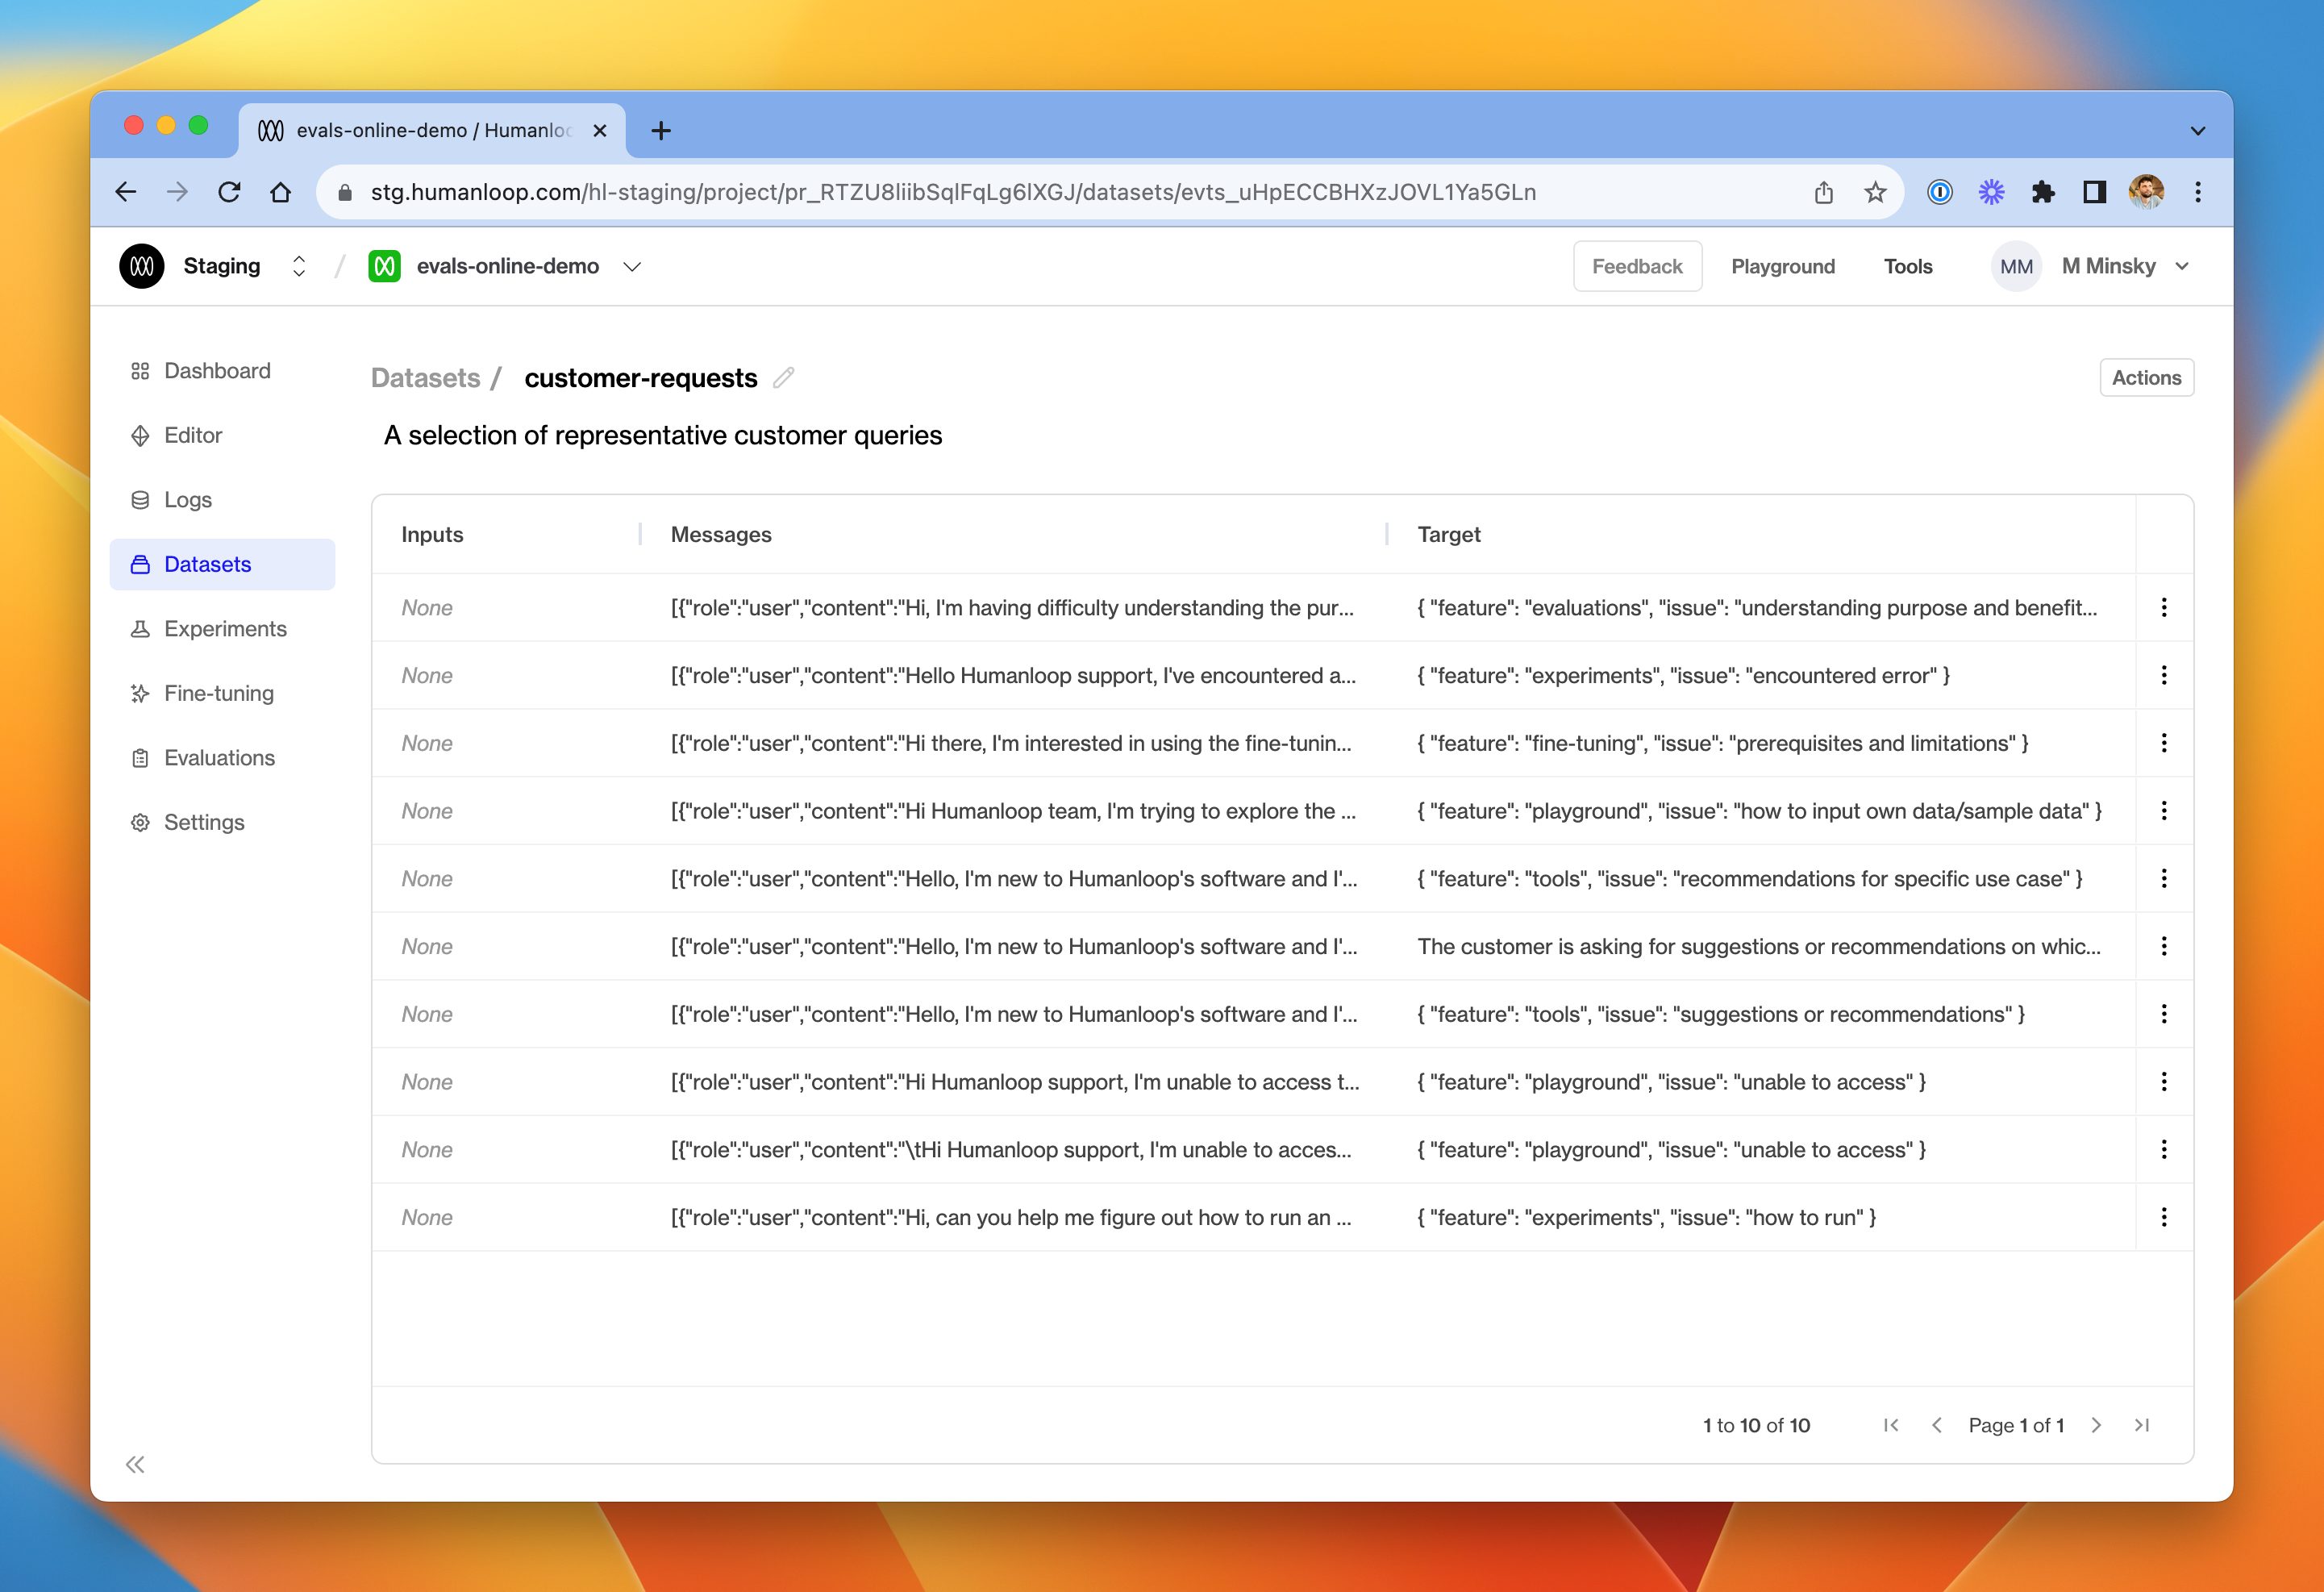 evals-online-demo / Humanloo
stg.humanloop.com/hl-staging/project/pr_RTZU8liibSqlFqLg6lXGJ/datasets/evts_uHpECCBHXzJOVL1Ya5GLn
Staging / evals-online-demo Feedback Playground Tools MM M Minsky
Dashboard
Editor
Logs
Datasets
Experiments
Fine-tuning
Evaluations
Settings
Datasets / customer-requests Actions
A selection of representative customer queries
Inputs Messages Target
None [{"role":"user","content":"Hi, I'm having difficulty understanding the pur... { "feature": "evaluations", "issue": "understanding purpose and benefit...
None [{"role":"user","content":"Hello Humanloop support, I've encountered a... { "feature": "experiments", "issue": "encountered error" }
None [{"role":"user","content":"Hi there, I'm interested in using the fine-tunin... { "feature": "fine-tuning", "issue": "prerequisites and limitations" }
None [{"role":"user","content":"Hi Humanloop team, I'm trying to explore the ... { "feature": "playground", "issue": "how to input own data/sample data" }
None [{"role":"user","content":"Hello, I'm new to Humanloop's software and I'... { "feature": "tools", "issue": "recommendations for specific use case" }
None [{"role":"user","content":"Hello, I'm new to Humanloop's software and I'... The customer is asking for suggestions or recommendations on whic...
None [{"role":"user","content":"Hello, I'm new to Humanloop's software and I'... { "feature": "tools", "issue": "suggestions or recommendations" }
None [{"role":"user","content":"Hi Humanloop support, I'm unable to access t... { "feature": "playground", "issue": "unable to access" }
None [{"role":"user","content":"\tHi Humanloop support, I'm unable to acces... { "feature": "playground", "issue": "unable to access" }
None [{"role":"user","content":"Hi, can you help me figure out how to run an ... { "feature": "experiments", "issue": "how to run" }
1 to 10 of 10 Page 1 of 1